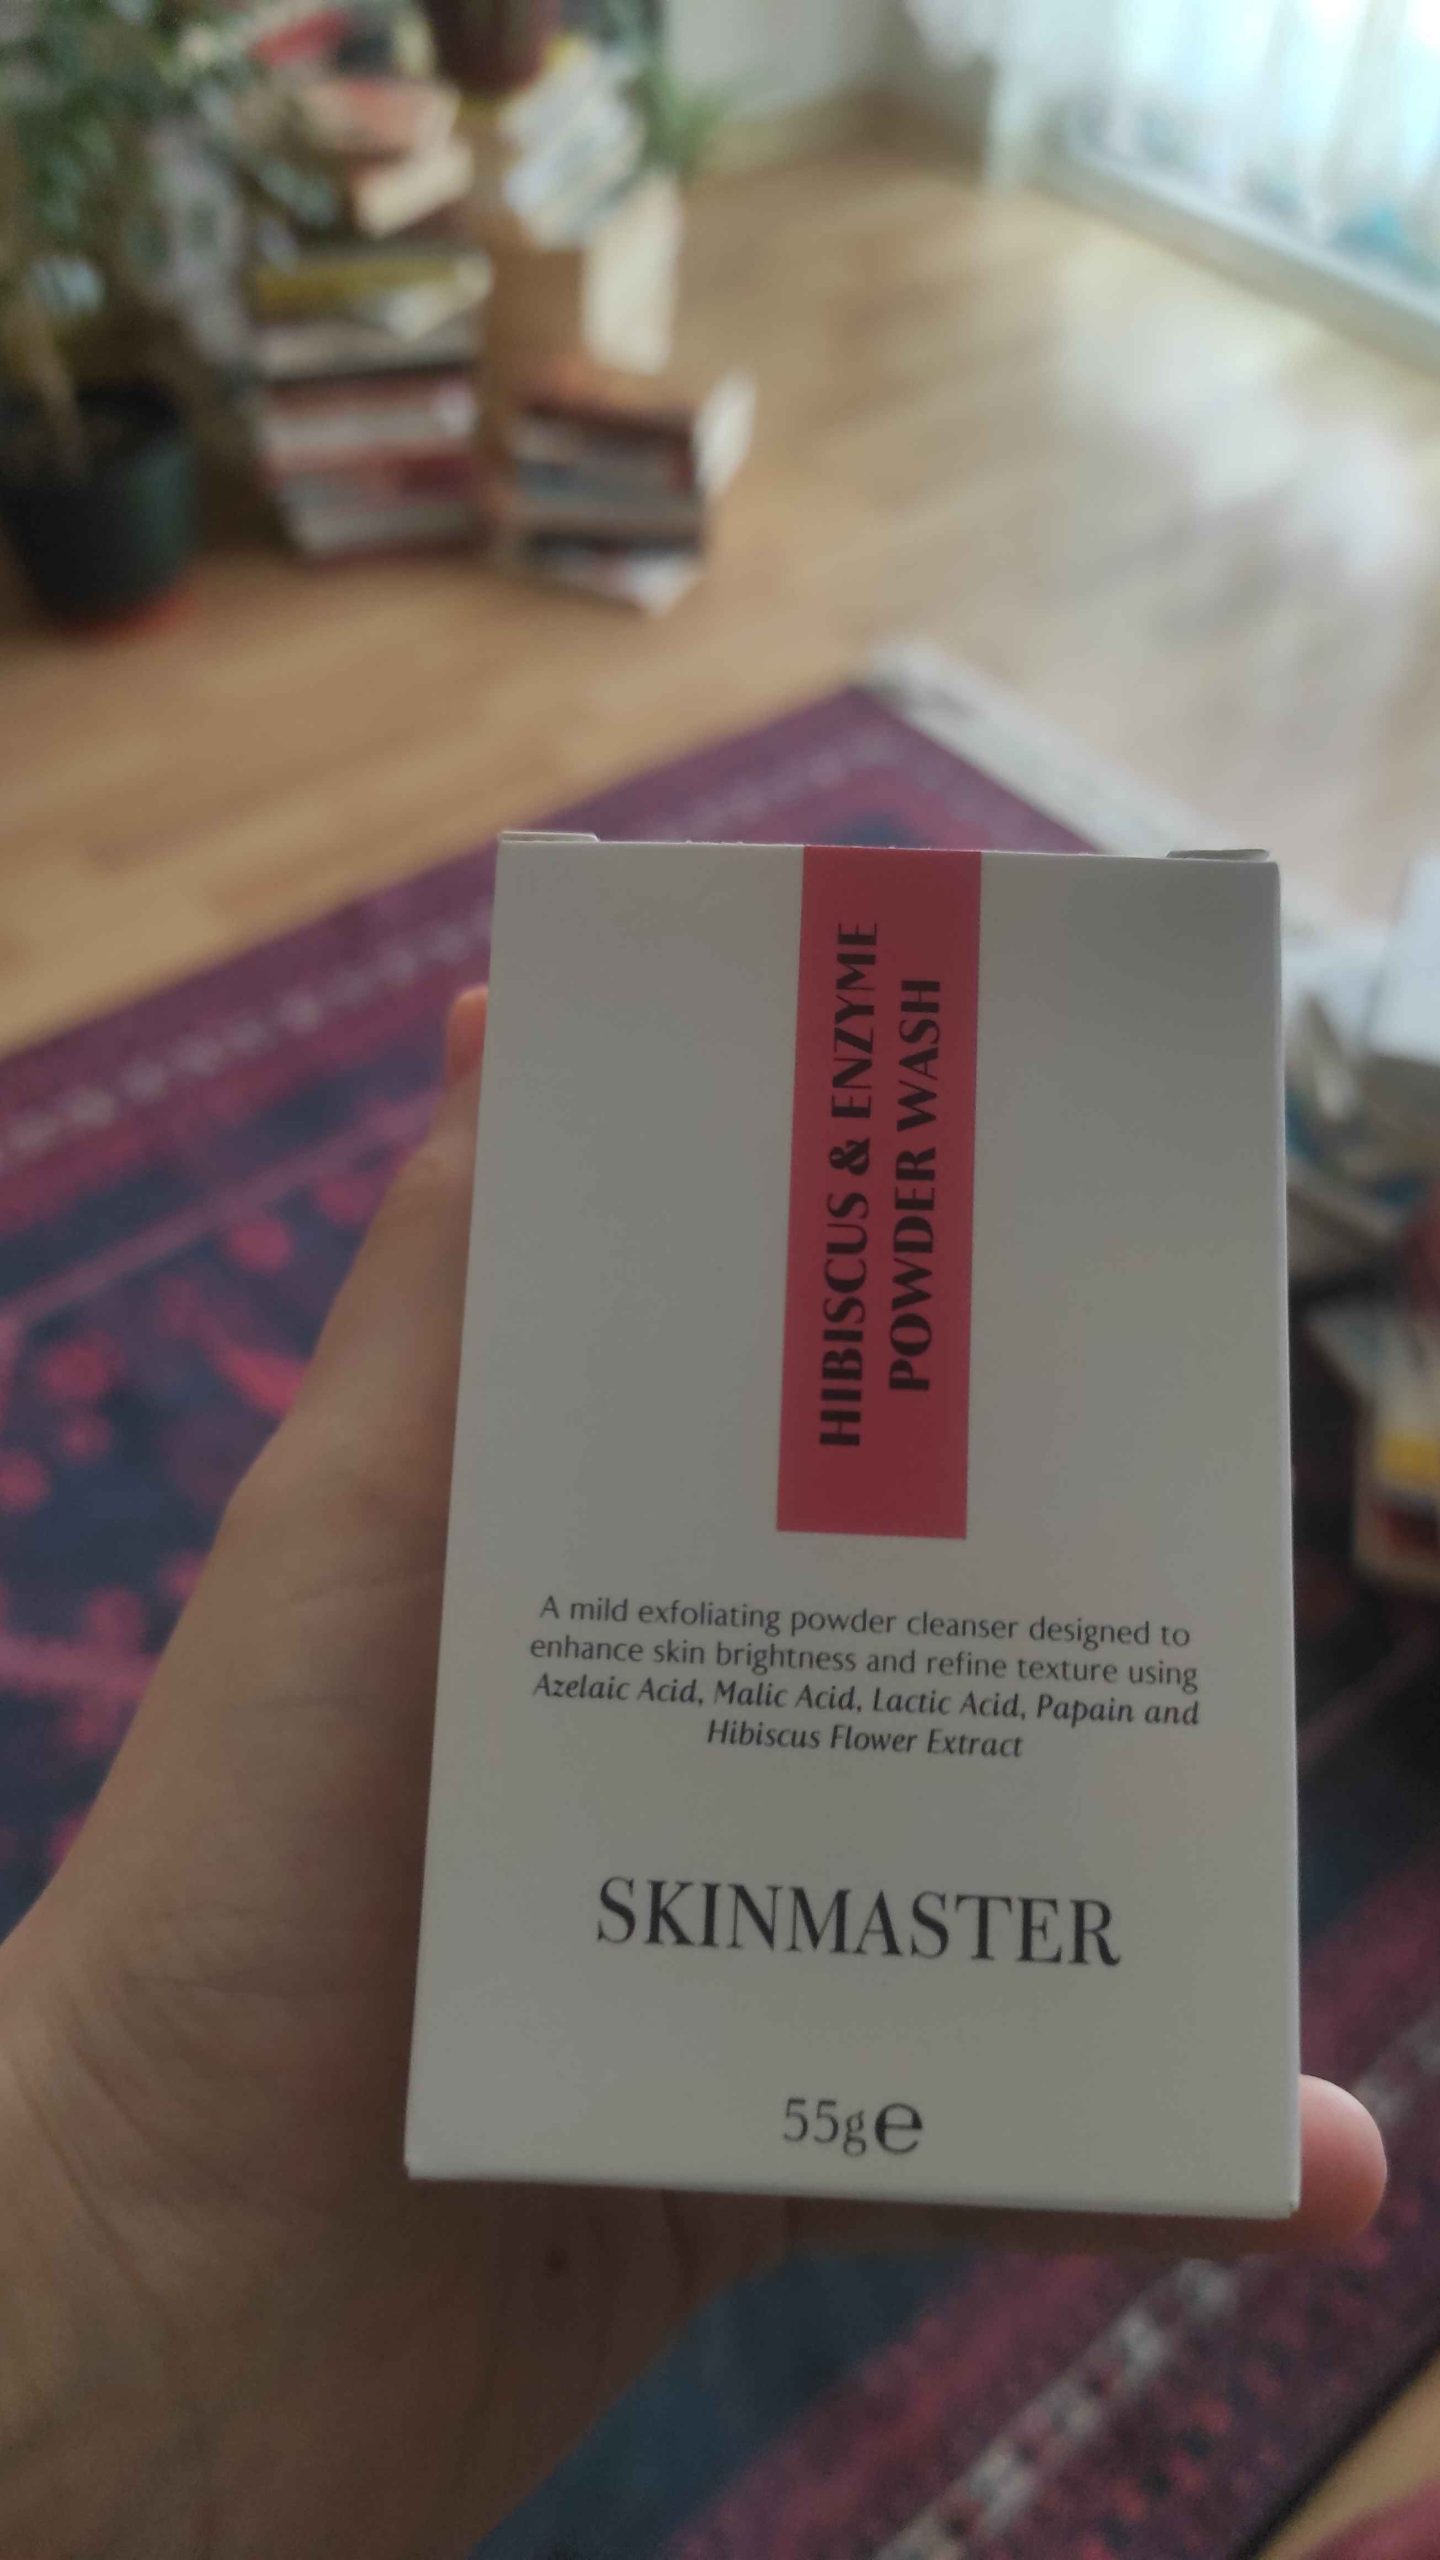 HIBISCUS & ENZYME
POWDER WASH
A mild exfoliating powder cleanser designed to
enhance skin brightness and refine texture using
Azelaic Acid, Malic Acid, Lactic Acid, Papain and
Hibiscus Flower Extract
SKINMASTER
55g℮